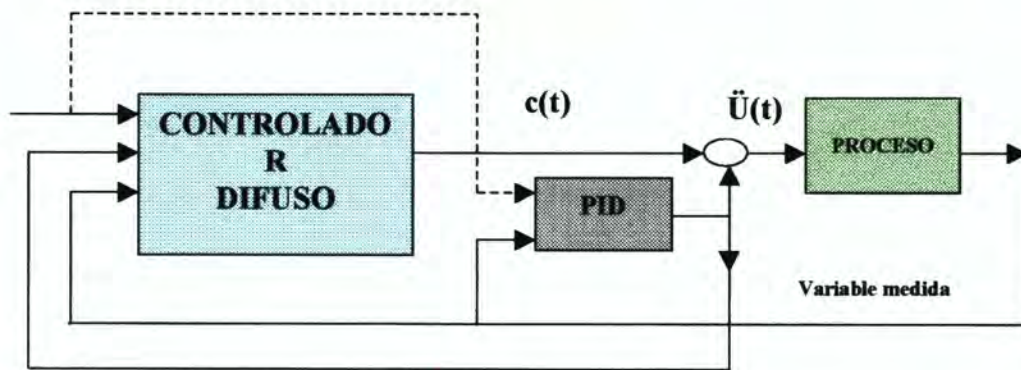 c(t)
Ü(t)
CONTROLADO
R
DIFUSO
PROCESO
PID
Variable medida